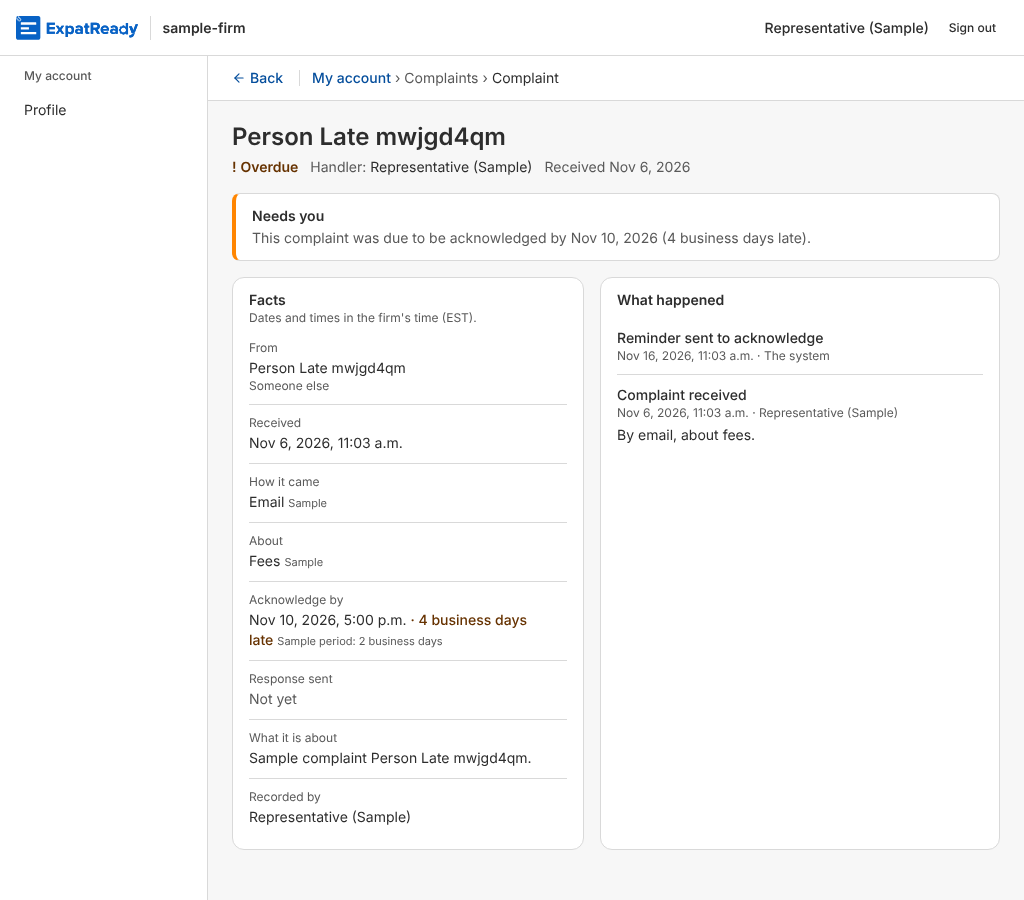 ExpatReady
sample-firm
Representative (Sample)
Sign out
My account
Profile
← Back
My account › Complaints › Complaint
Person Late mwjgd4qm
! Overdue Handler: Representative (Sample) Received Nov 6, 2026
Needs you
This complaint was due to be acknowledged by Nov 10, 2026 (4 business days late).
Facts
Dates and times in the firm's time (EST).
From
Person Late mwjgd4qm
Someone else
Received
Nov 6, 2026, 11:03 a.m.
How it came
Email Sample
About
Fees Sample
Acknowledge by
Nov 10, 2026, 5:00 p.m. · 4 business days
late Sample period: 2 business days
Response sent
Not yet
What it is about
Sample complaint Person Late mwjgd4qm.
Recorded by
Representative (Sample)
What happened
Reminder sent to acknowledge
Nov 16, 2026, 11:03 a.m. · The system
Complaint received
Nov 6, 2026, 11:03 a.m. · Representative (Sample)
By email, about fees.